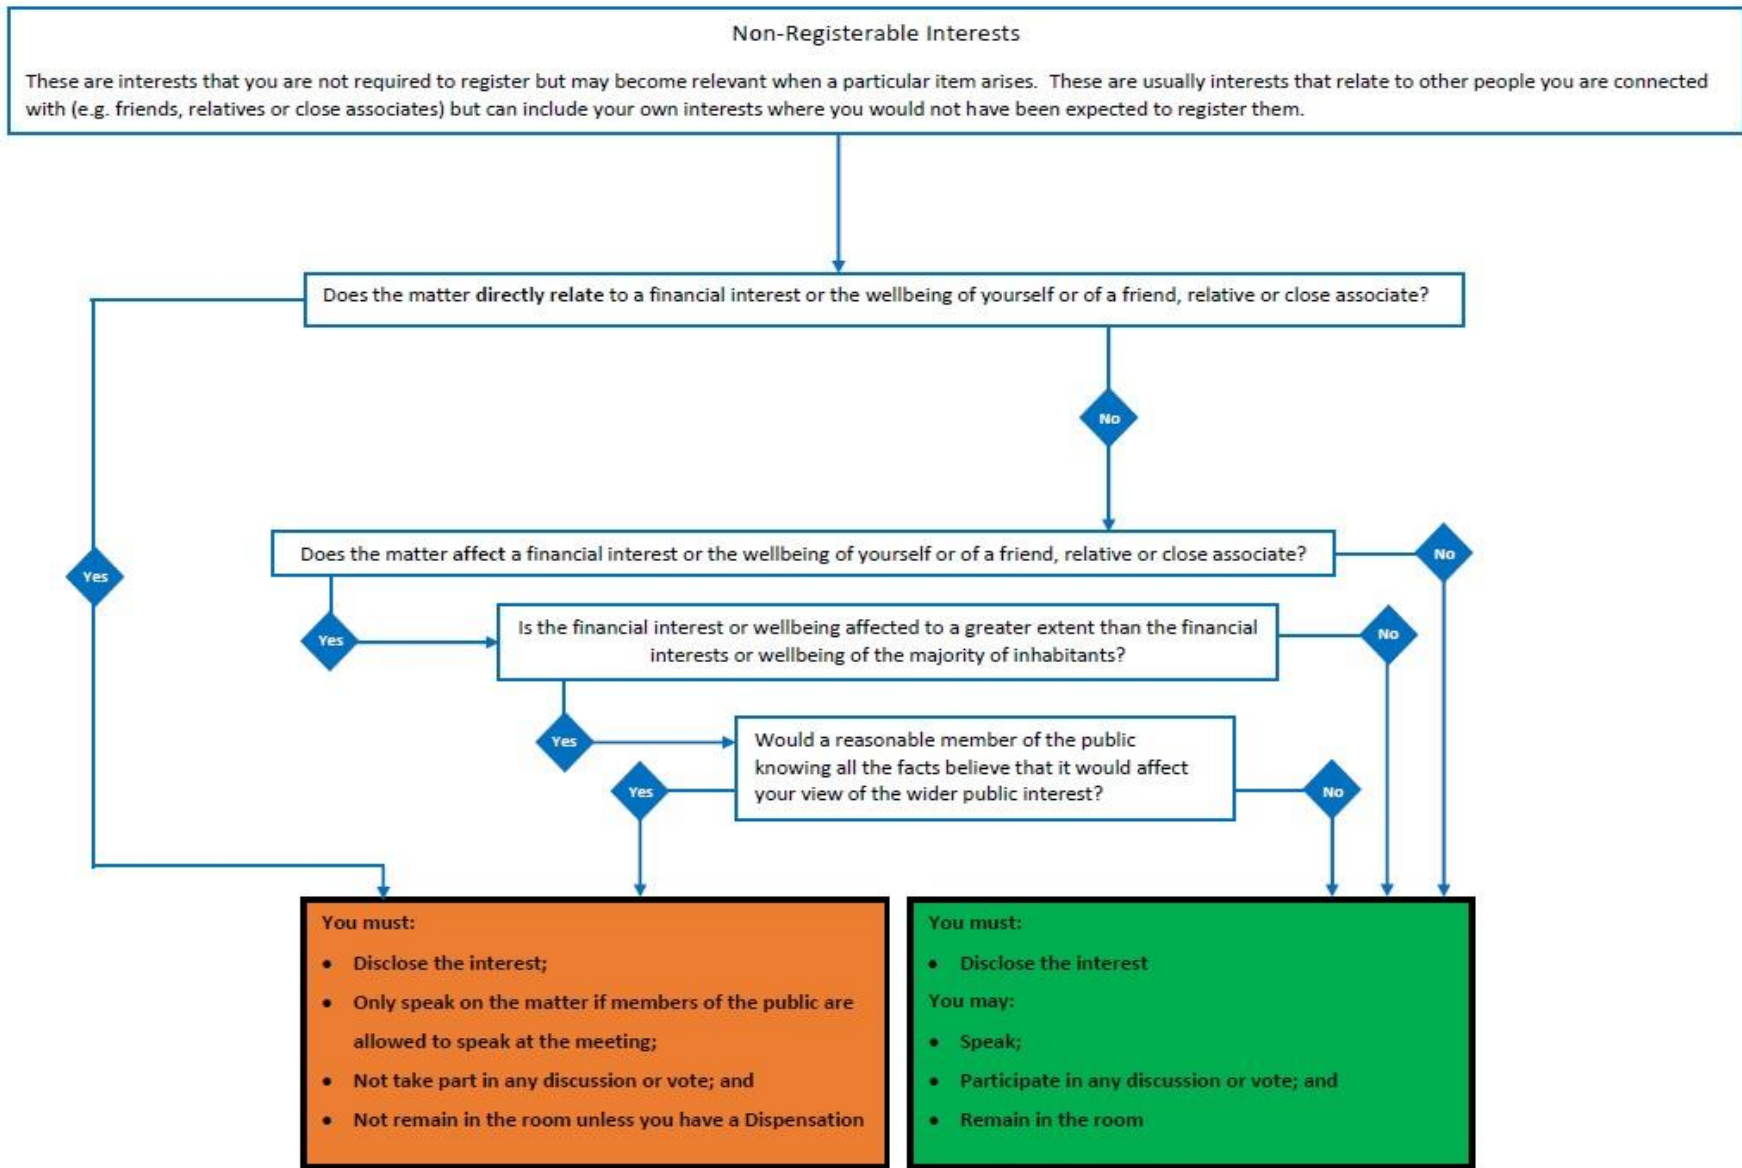 Non-Registerable Interests
These are interests that you are not required to register but may become relevant when a particular item arises. These are usually interests that relate to other people you are connected
with (e.g. friends, relatives or close associates) but can include your own interests where you would not have been expected to register them.
Does the matter directly relate to a financial interest or the wellbeing of yourself or of a friend, relative or close associate?
No
Does the matter affect a financial interest or the wellbeing of yourself or of a friend, relative or close associate?
No
Yes
Yes
Is the financial interest or wellbeing affected to a greater extent than the financial
interests or wellbeing of the majority of inhabitants?
No
Yes
Would a reasonable member of the public
knowing all the facts believe that it would affect
your view of the wider public interest?
Yes
No
You must:
• Disclose the interest;
• Only speak on the matter if members of the public are
allowed to speak at the meeting;
• Not take part in any discussion or vote; and
• Not remain in the room unless you have a Dispensation
You must:
• Disclose the interest
You may:
• Speak;
• Participate in any discussion or vote; and
• Remain in the room